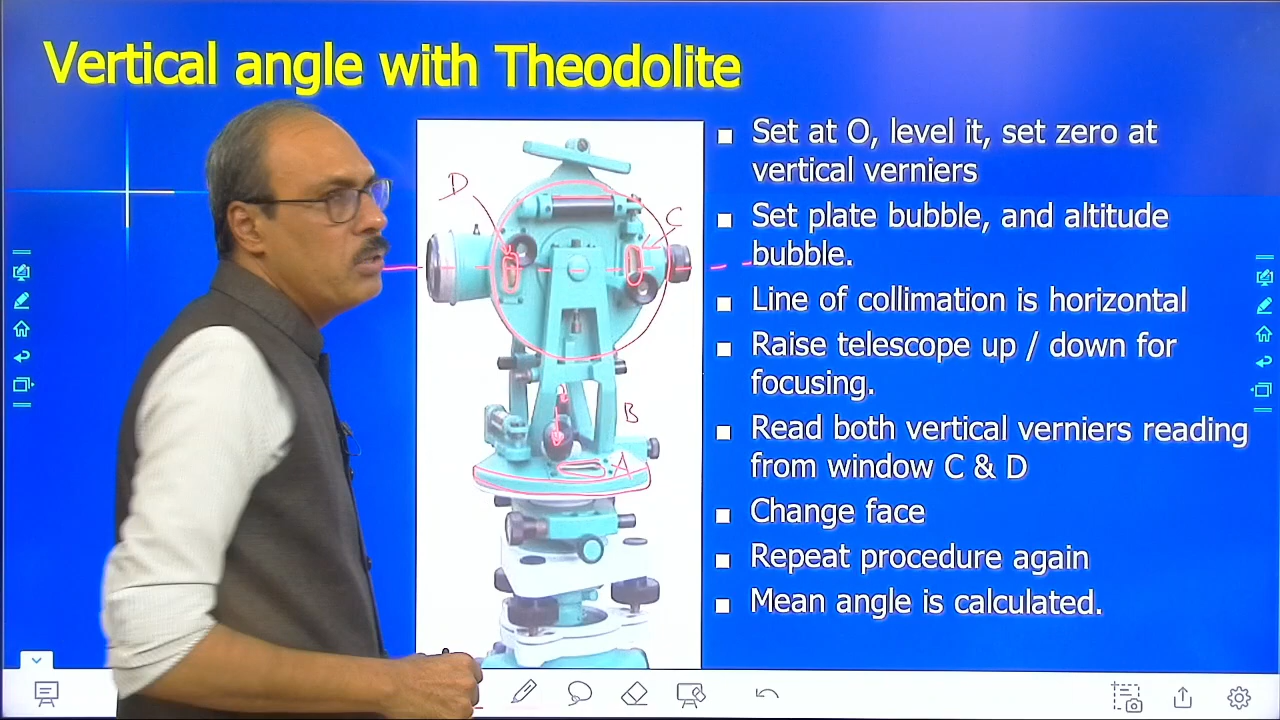 Vertical angle with Theodolite
D
C
B
A
Set at O, level it, set zero at
vertical verniers
Set plate bubble, and altitude
bubble.
Line of collimation is horizontal
Raise telescope up / down for
focusing.
Read both vertical verniers reading
from window C & D
Change face
Repeat procedure again
Mean angle is calculated.